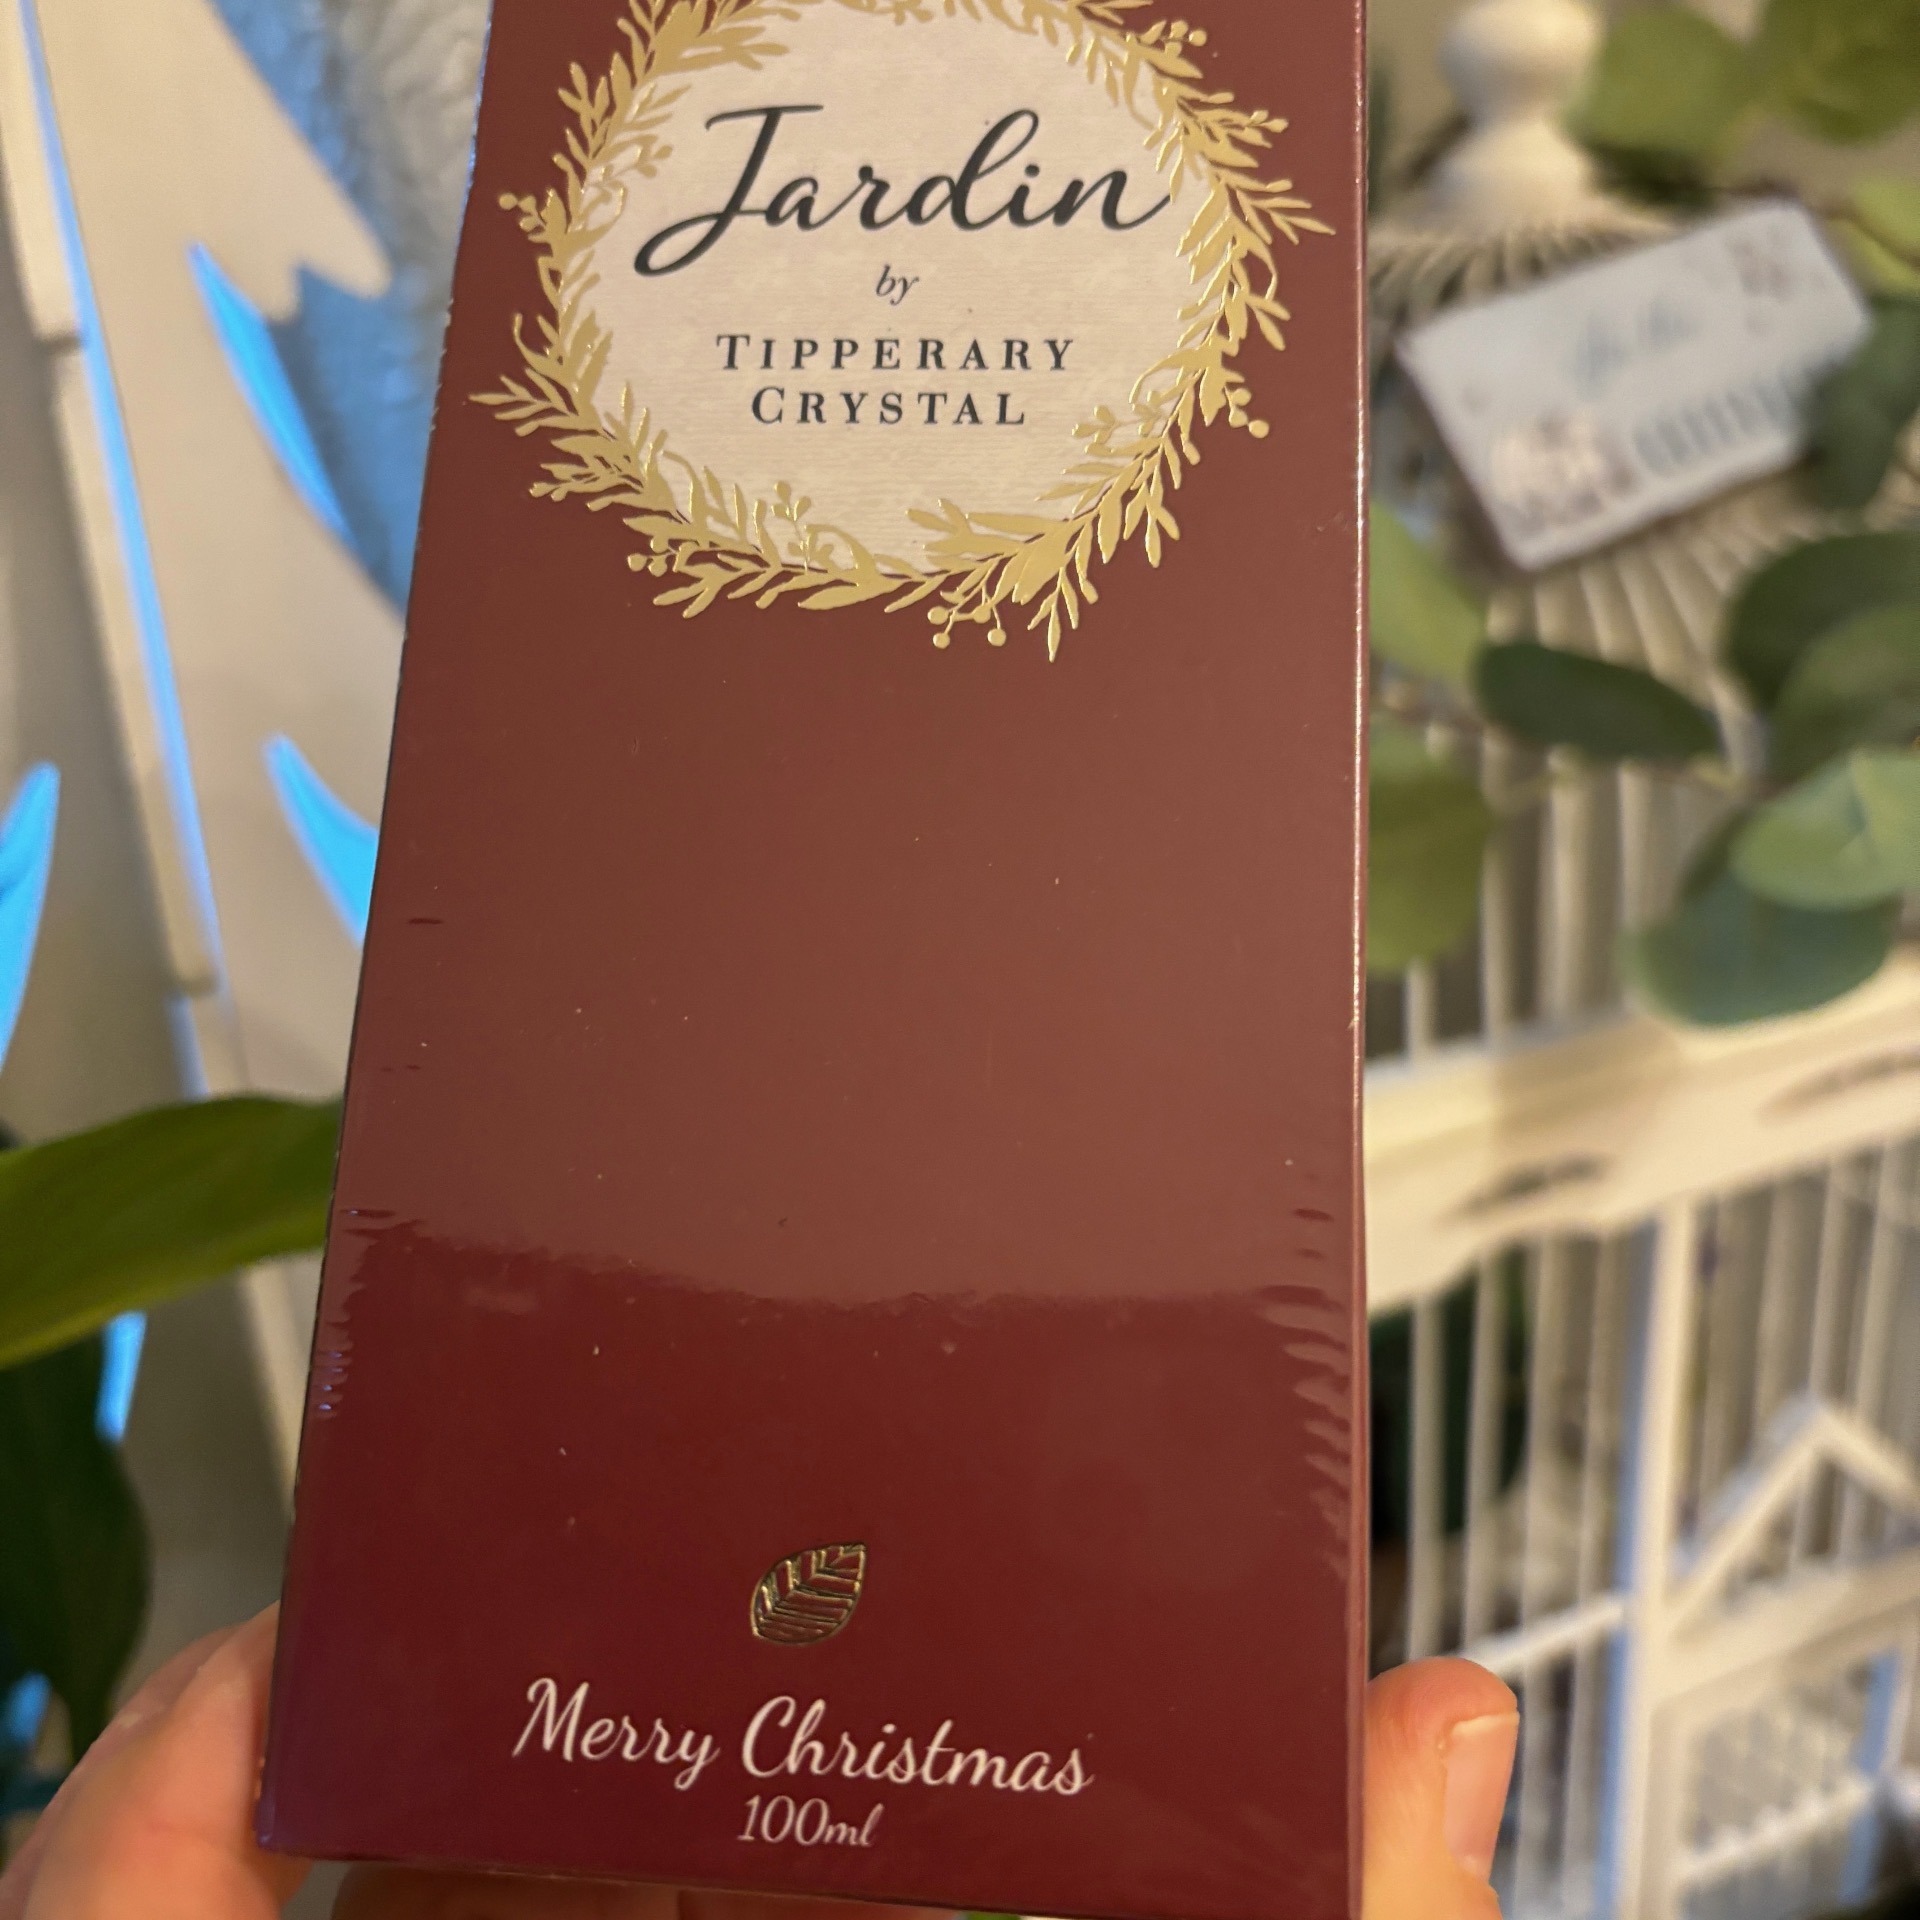 Jardin
by
TIPPERARY
CRYSTAL
Merry Christmas
100ml